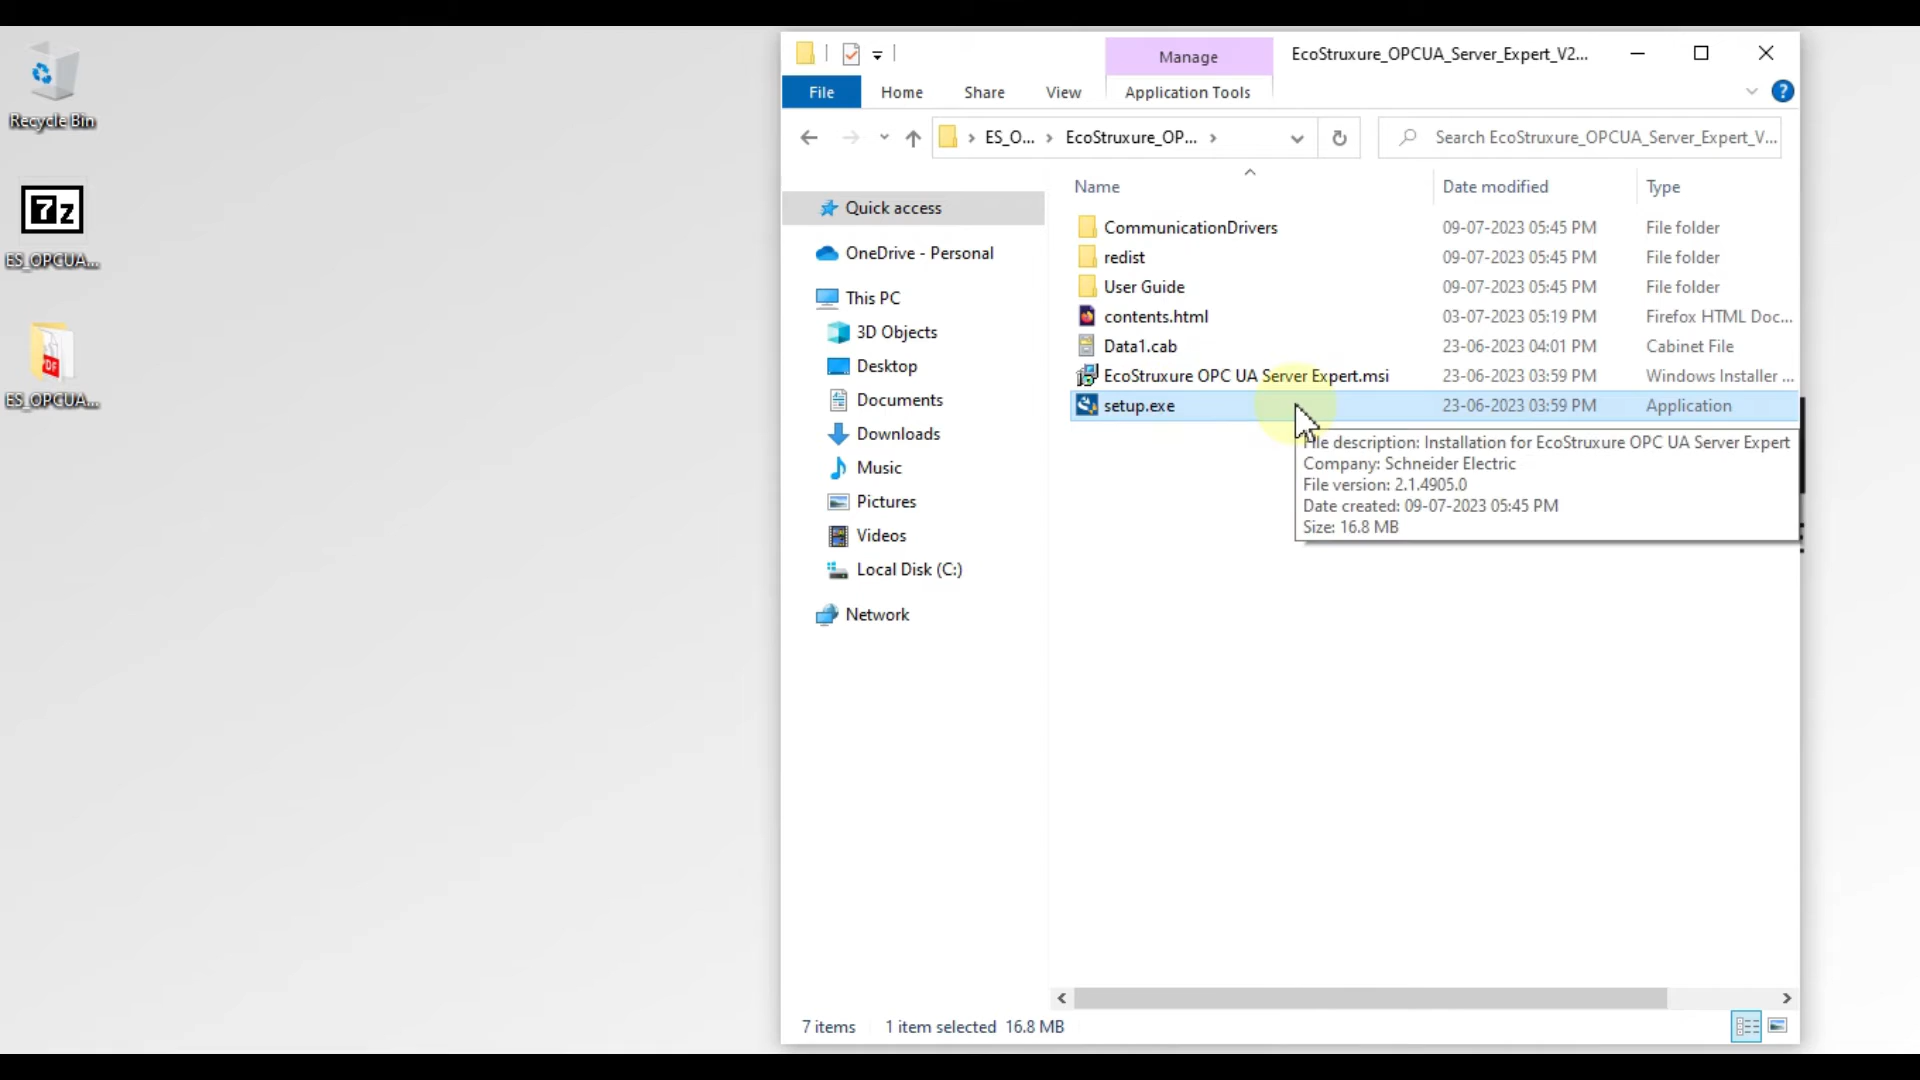 Recycle Bin
7z
ES_OPCUA...
PDF
ES_OPCUA...
Manage
EcoStruxure_OPCUA_Server_Expert_V2...
File
Home
Share
View
Application Tools
?
ES_O...
EcoStruxure_OP...
Search EcoStruxure_OPCUA_Server_Expert_V...
Quick access
OneDrive - Personal
This PC
3D Objects
Desktop
Documents
Downloads
Music
Pictures
Videos
Local Disk (C:)
Network
Name Date modified Type
CommunicationDrivers 09-07-2023 05:45 PM File folder
redist 09-07-2023 05:45 PM File folder
User Guide 09-07-2023 05:45 PM File folder
contents.html 03-07-2023 05:19 PM Firefox HTML Doc...
Data1.cab 23-06-2023 04:01 PM Cabinet File
EcoStruxure OPC UA Server Expert.msi 23-06-2023 03:59 PM Windows Installer ...
setup.exe 23-06-2023 03:59 PM Application
File description: Installation for EcoStruxure OPC UA Server Expert
Company: Schneider Electric
File version: 2.1.4905.0
Date created: 09-07-2023 05:45 PM
Size: 16.8 MB
7 items 1 item selected 16.8 MB